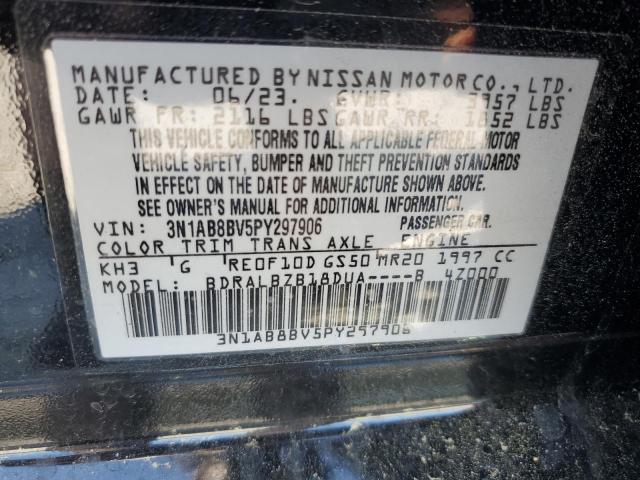 MANUFACTURED BY NISSAN MOTOR CO., LTD.
DATE: 06/23. GVWR: 3957 LBS
GAWR FR: 2116 LBS GAWR RR: 1852 LBS
THIS VEHICLE CONFORMS TO ALL APPLICABLE FEDERAL MOTOR
VEHICLE SAFETY, BUMPER AND THEFT PREVENTION STANDARDS
IN EFFECT ON THE DATE OF MANUFACTURE SHOWN ABOVE.
SEE OWNER'S MANUAL FOR ADDITIONAL INFORMATION.
VIN: 3N1AB8BV5PY297906 PASSENGER CAR.
COLOR TRIM TRANS AXLE ENGINE
KH3 G RE0F10D GS50 MR20 1997 CC
MODEL: BDRALBZB18DUA----B 4Z000
3N1AB8BV5PY297906